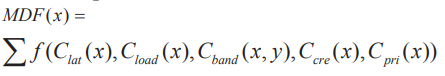 MDF(x) =
∑ f(C_lat(x), C_load(x), C_band(x, y), C_cre(x), C_pri(x))